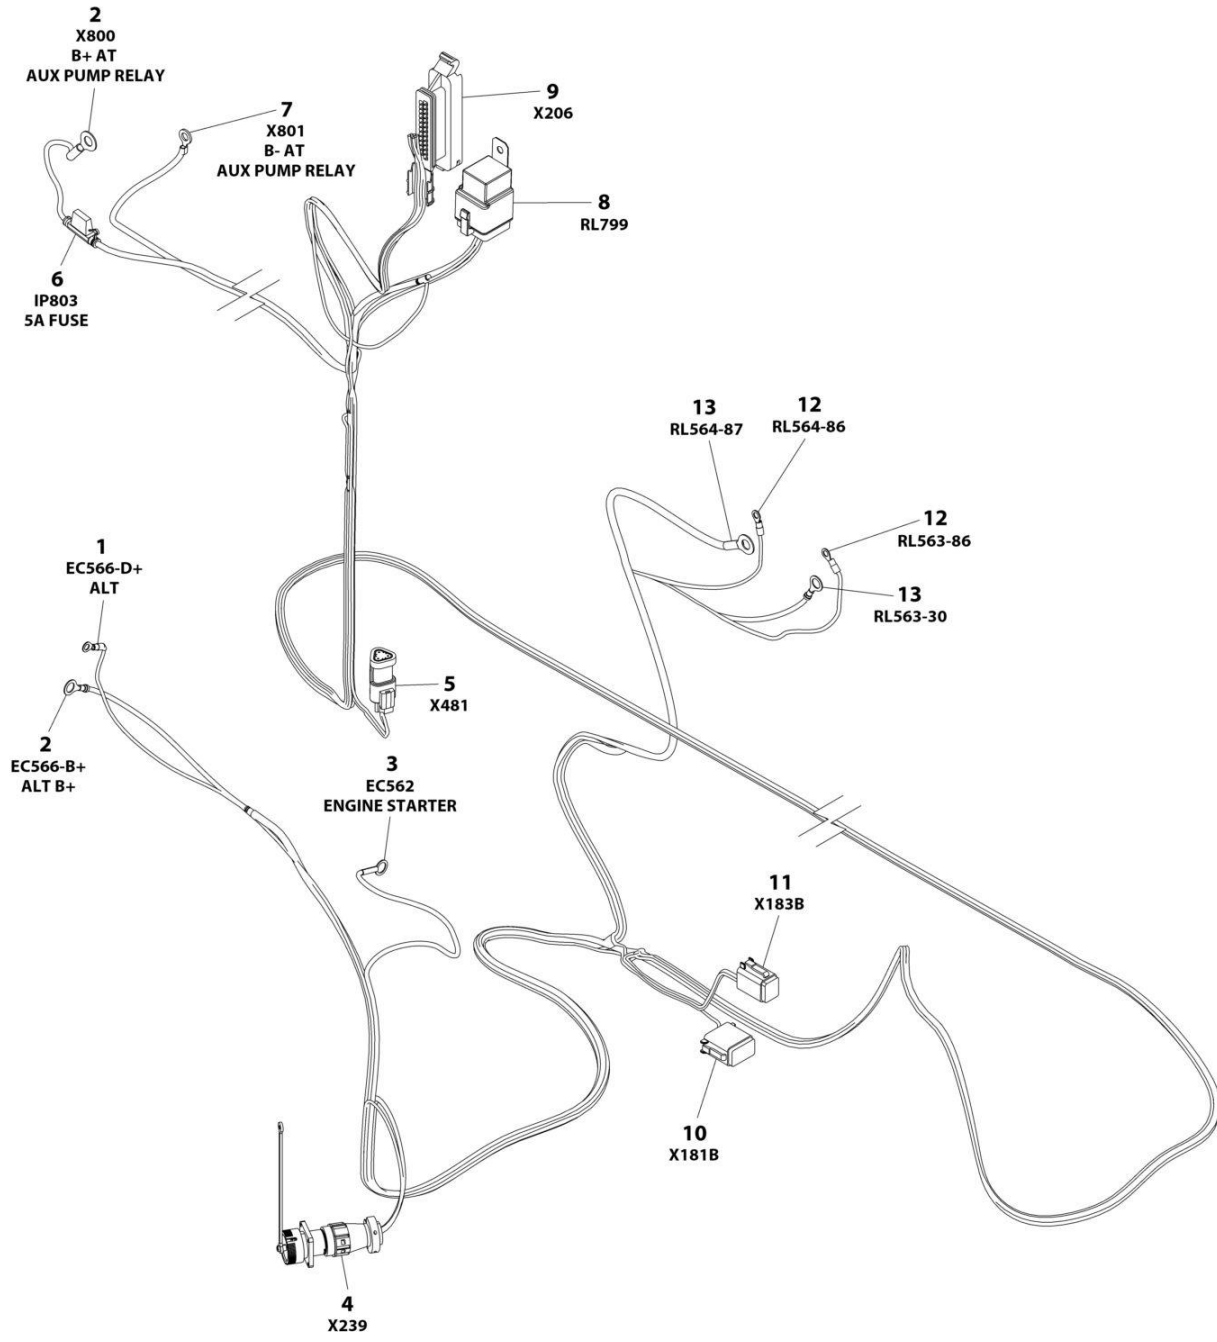 2
X800
B+ AT
AUX PUMP RELAY
7
X801
B- AT
AUX PUMP RELAY
9
X206
8
RL799
6
IP803
5A FUSE
13
RL564-87
12
RL564-86
12
RL563-86
13
RL563-30
1
EC566-D+
ALT
5
X481
2
EC566-B+
ALT B+
3
EC562
ENGINE STARTER
11
X183B
10
X181B
4
X239